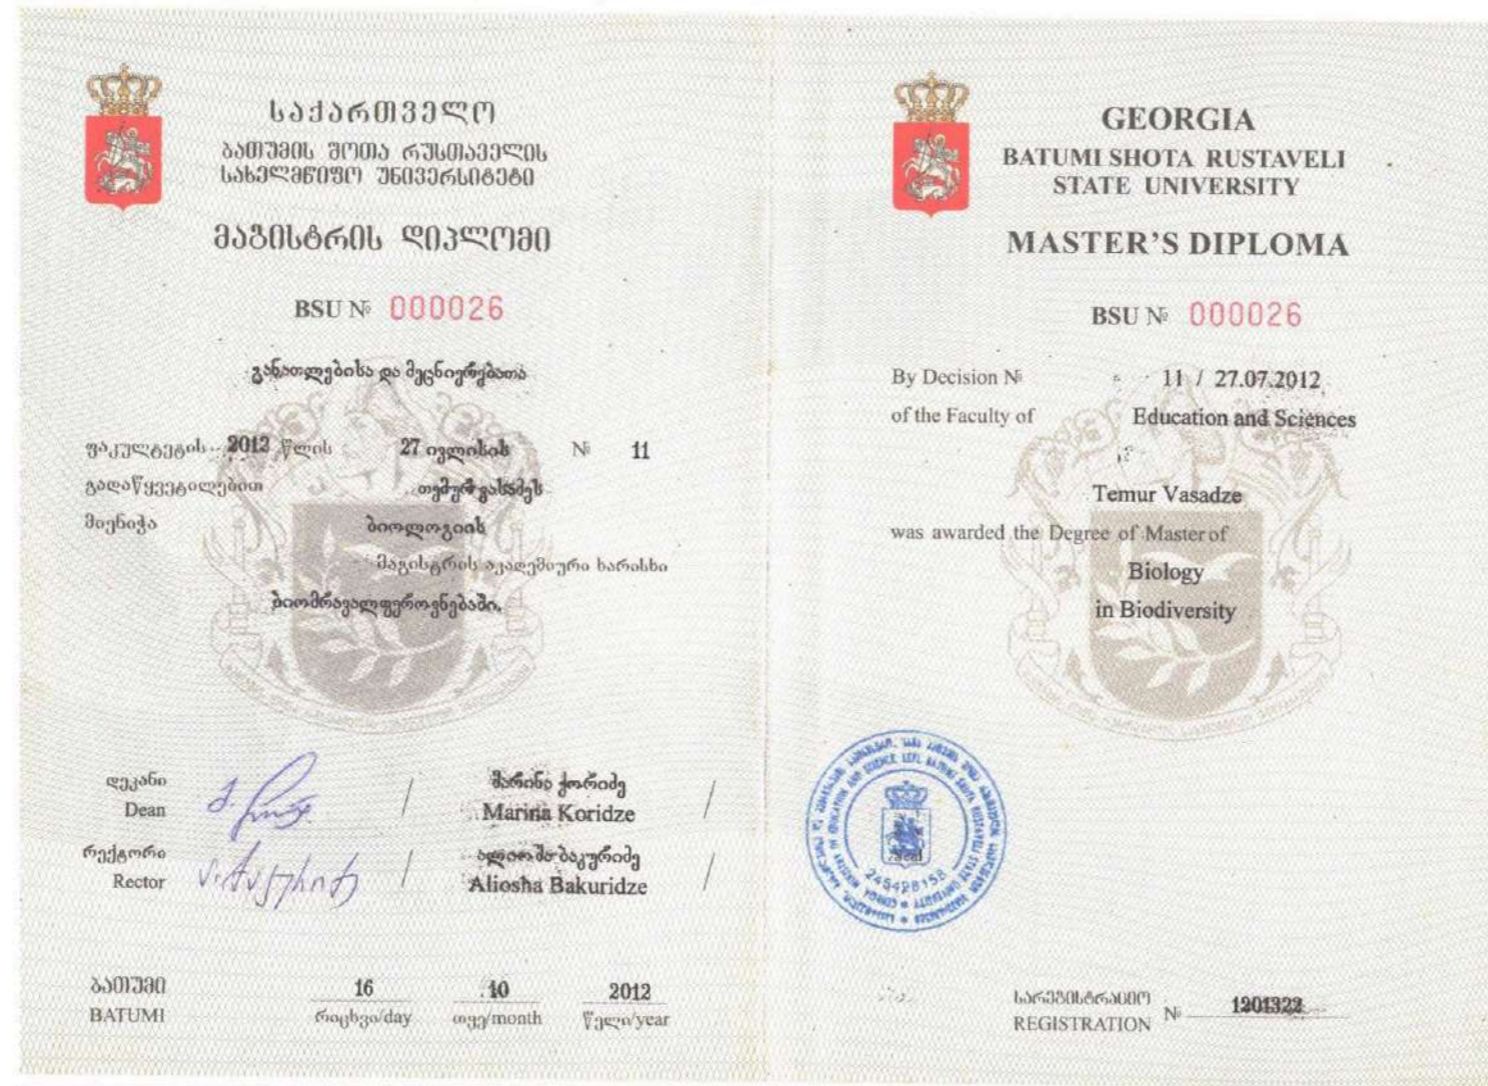 საქართველო
ბათუმის შოთა რუსთაველის
სახელმწიფო უნივერსიტეტი
მაგისტრის დიპლომი
BSU № 000026
განათლებისა და მეცნიერებათა
ფაკულტეტის 2012 წლის 27 ივლისის № 11
გადაწყვეტილებით თემურ ვასაძეს
მიენიჭა ბიოლოგიის
მაგისტრის აკადემიური ხარისხი
ბიომრავალფეროვნებაში.
დეკანი / მარინა ქორიძე /
Dean Marina Koridze
რექტორი / ალიოშა ბაკურიძე /
Rector Aliosha Bakuridze
ბათუმი 16 10 2012
BATUMI რიცხვი/day თვე/month წელი/year
GEORGIA
BATUMI SHOTA RUSTAVELI
STATE UNIVERSITY
MASTER'S DIPLOMA
BSU № 000026
By Decision № 11 / 27.07.2012
of the Faculty of Education and Sciences
Temur Vasadze
was awarded the Degree of Master of
Biology
in Biodiversity
245428158
სარეგისტრაციო
REGISTRATION № 1201322